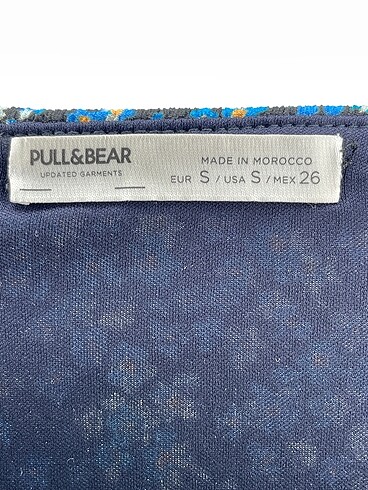 PULL&BEAR
UPDATED GARMENTS
MADE IN MOROCCO
EUR S / USA S / MEX 26